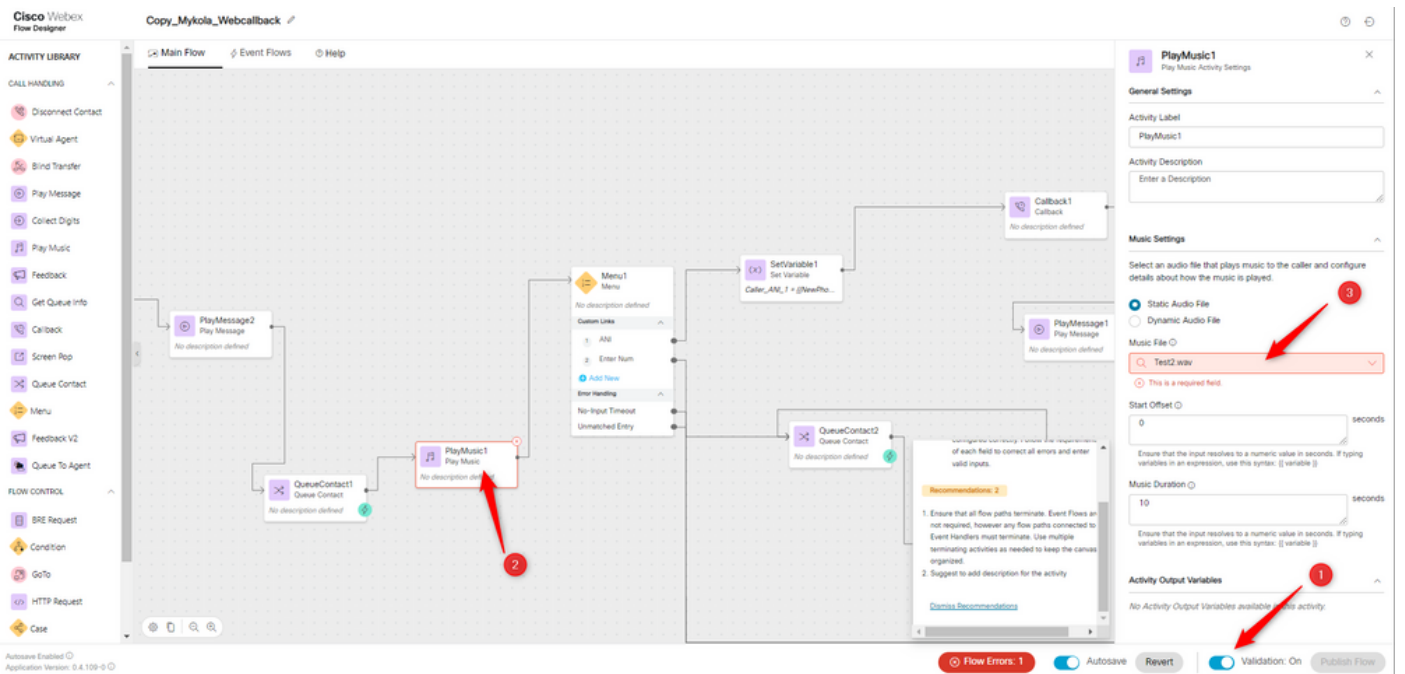 Cisco Webex
Flow Designer
Copy_Mykola_Webcallback
ACTIVITY LIBRARY
CALL HANDLING
Disconnect Contact
Virtual Agent
Blind Transfer
Play Message
Collect Digits
Play Music
Feedback
Get Queue Info
Callback
Screen Pop
Queue Contact
Menu
Feedback V2
Queue To Agent
FLOW CONTROL
BRE Request
Condition
GoTo
HTTP Request
Case
Autosave Enabled
Application Version: 0.4.109-0
Main Flow
Event Flows
Help
PlayMessage2
Play Message
No description defined
QueueContact1
Queue Contact
No description defined
PlayMusic1
Play Music
No description defined
2
Menu1
Menu
No description defined
Custom Links
1 ANI
2 Enter Num
Add New
Error Handling
No-Input Timeout
Unmatched Entry
SetVariable1
Set Variable
Caller_ANI_1 = {{NewPho...
Callback1
Callback
No description defined
PlayMessage1
Play Message
No description defined
QueueContact2
Queue Contact
No description defined
configured correctly. Follow the requirements
of each field to correct all errors and enter
valid inputs.
Recommendations: 2
1. Ensure that all flow paths terminate. Event Flows are
not required, however any flow paths connected to
Event Handlers must terminate. Use multiple
terminating activities as needed to keep the canvas
organized.
2. Suggest to add description for the activity
Dismiss Recommendations
PlayMusic1
Play Music Activity Settings
General Settings
Activity Label
PlayMusic1
Activity Description
Enter a Description
Music Settings
Select an audio file that plays music to the caller and configure
details about how the music is played.
3
Static Audio File
Dynamic Audio File
Music File
Test2.wav
This is a required field.
Start Offset
0
seconds
Ensure that the input resolves to a numeric value in seconds. If typing
variables in an expression, use this syntax: {{ variable }}
Music Duration
10
seconds
Ensure that the input resolves to a numeric value in seconds. If typing
variables in an expression, use this syntax: {{ variable }}
1
Activity Output Variables
No Activity Output Variables available in this activity.
Flow Errors: 1
Autosave
Revert
Validation: On
Publish Flow